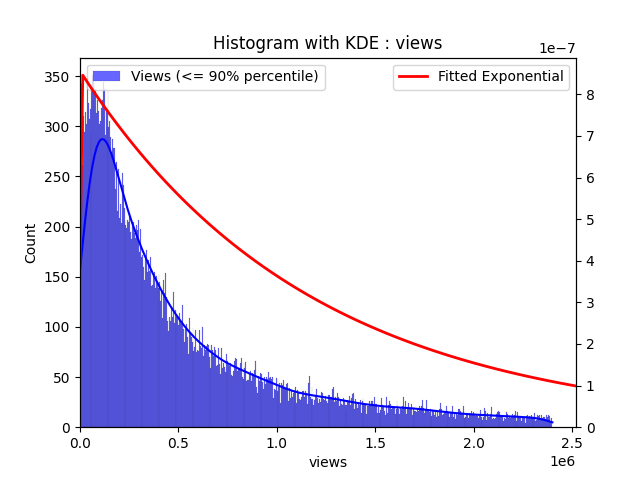 Histogram with KDE : views
1e−7
Views (<= 90% percentile)
Fitted Exponential
350
300
250
200
150
100
50
0
Count
8
7
6
5
4
3
2
1
0
0.0 0.5 1.0 1.5 2.0 2.5
views
1e6